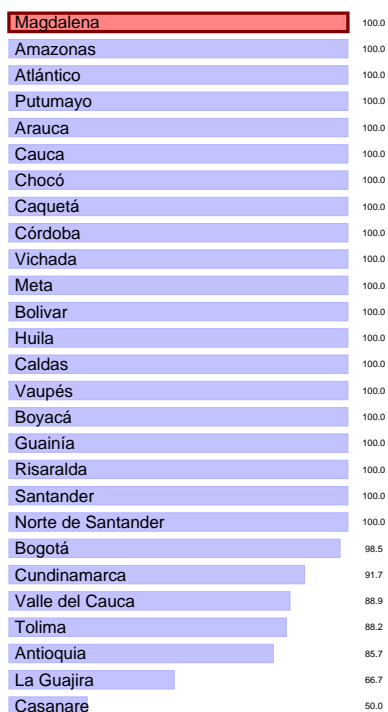 Magdalena 100.0
Amazonas 100.0
Atlántico 100.0
Putumayo 100.0
Arauca 100.0
Cauca 100.0
Chocó 100.0
Caquetá 100.0
Córdoba 100.0
Vichada 100.0
Meta 100.0
Bolivar 100.0
Huila 100.0
Caldas 100.0
Vaupés 100.0
Boyacá 100.0
Guainía 100.0
Risaralda 100.0
Santander 100.0
Norte de Santander 100.0
Bogotá 98.5
Cundinamarca 91.7
Valle del Cauca 88.9
Tolima 88.2
Antioquia 85.7
La Guajira 66.7
Casanare 50.0